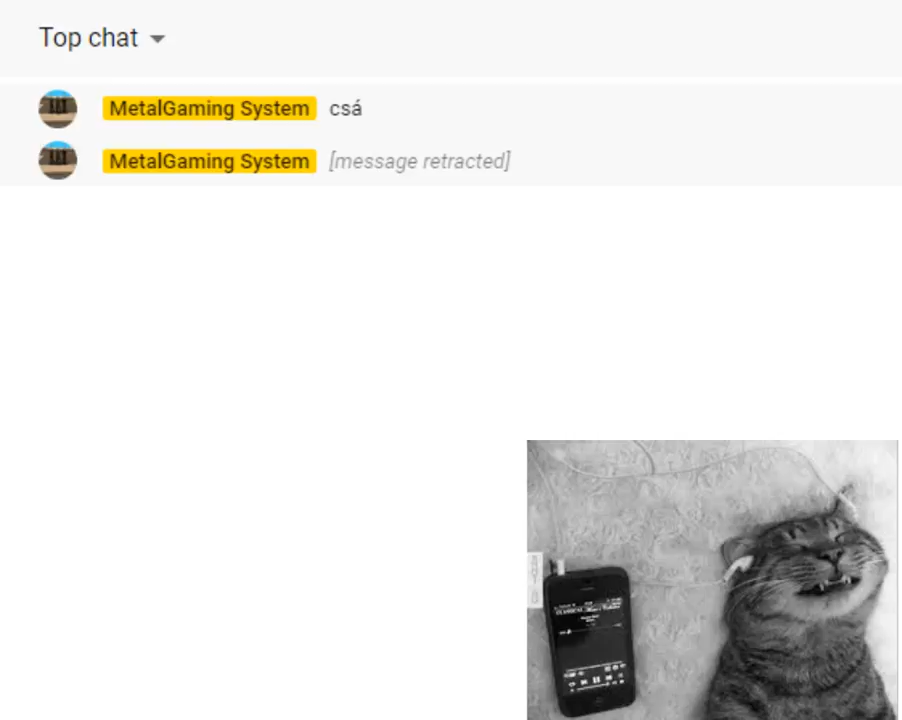 Top chat
MetalGaming System csá
MetalGaming System [message retracted]